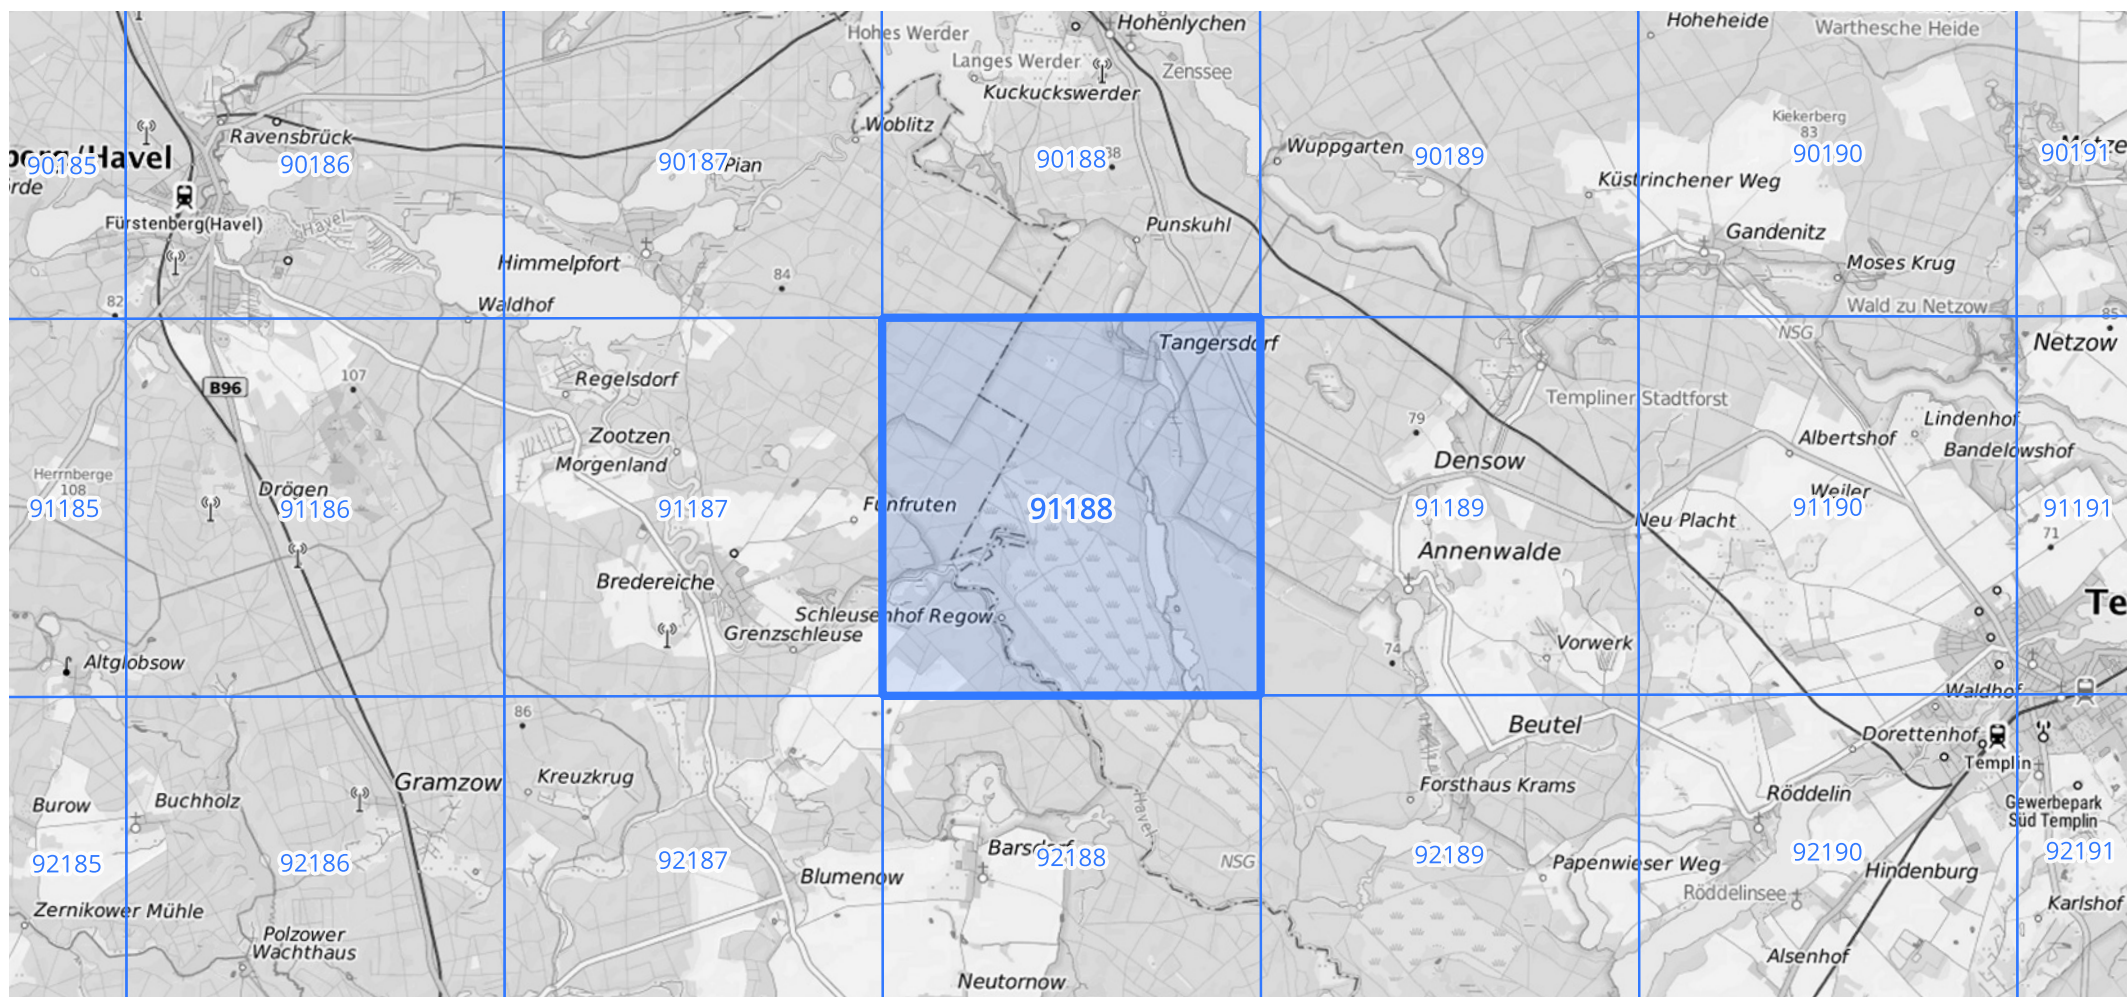 Hohes Werder
Hohenlychen
Hoheheide
Warthesche Heide
Langes Werder
Zenssee
Kuckuckswerder
Kiekerberg
83
Ravensbrück
Woblitz
Wuppgarten
90185
90186
90187
Pian
90188
90189
90190
90191
Küstrinchener Weg
Fürstenberg(Havel)
Havel
Punskuhl
Gandenitz
Himmelpfort
84
Moses Krug
82
Waldhof
Wald zu Netzow
85
NSG
Tangersdorf
Netzow
B96
107
Regelsdorf
Templiner Stadtforst
79
Lindenhof
Zootzen
Albertshof
Bandelowshof
Morgenland
Densow
Herrnberge
108
Drögen
Fünfruten
Weiler
91185
91186
91187
91188
91189
91190
91191
Neu Placht
71
Annenwalde
Bredereiche
Te
Schleusenhof Regow
Grenzschleuse
Vorwerk
74
Altglobsow
Waldhof
86
Beutel
Dorettenhof
Templin
Gramzow
Kreuzkrug
Forsthaus Krams
Röddelin
Burow
Buchholz
Gewerbepark
Süd Templin
Havel
92185
92186
92187
Barsdorf
92188
NSG
92189
92190
92191
Blumenow
Papenwieser Weg
Hindenburg
Röddelinsee
Zernikower Mühle
Karlshof
Polzower
Wachthaus
Alsenhof
Neutornow